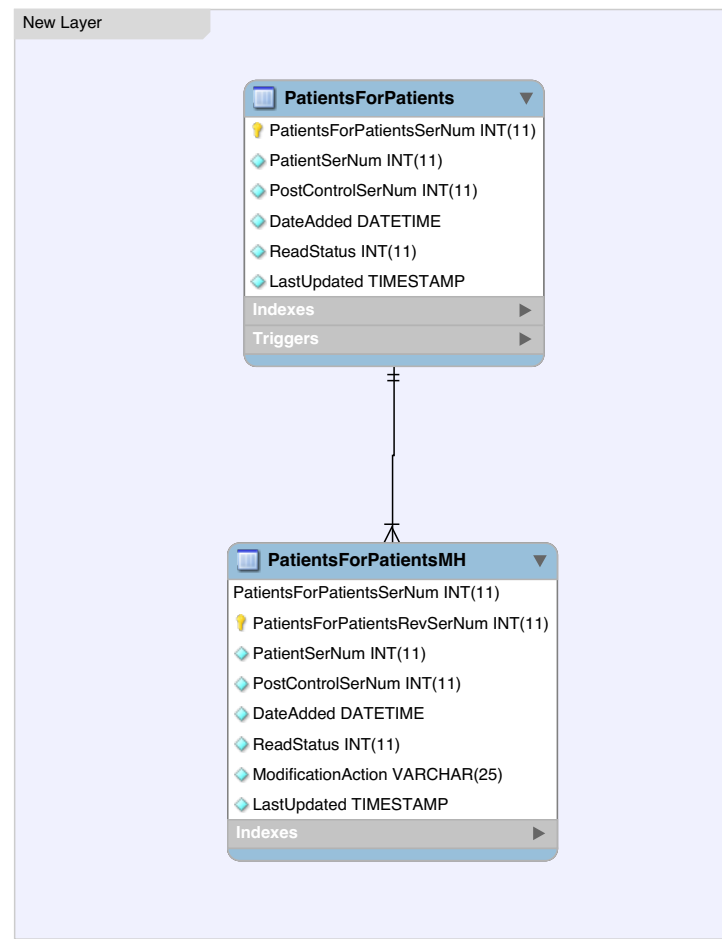 New Layer
PatientsForPatients
PatientsForPatientsSerNum INT(11)
PatientSerNum INT(11)
PostControlSerNum INT(11)
DateAdded DATETIME
ReadStatus INT(11)
LastUpdated TIMESTAMP
Indexes
Triggers
PatientsForPatientsMH
PatientsForPatientsSerNum INT(11)
PatientsForPatientsRevSerNum INT(11)
PatientSerNum INT(11)
PostControlSerNum INT(11)
DateAdded DATETIME
ReadStatus INT(11)
ModificationAction VARCHAR(25)
LastUpdated TIMESTAMP
Indexes